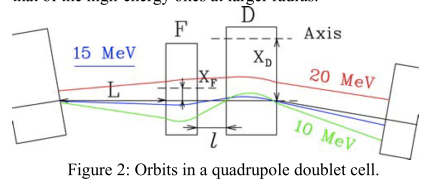 that of the high energy ones at larger radius.
F
D
Axis
15 MeV
X_D
X_F
20 MeV
L
l
10 MeV
Figure 2: Orbits in a quadrupole doublet cell.